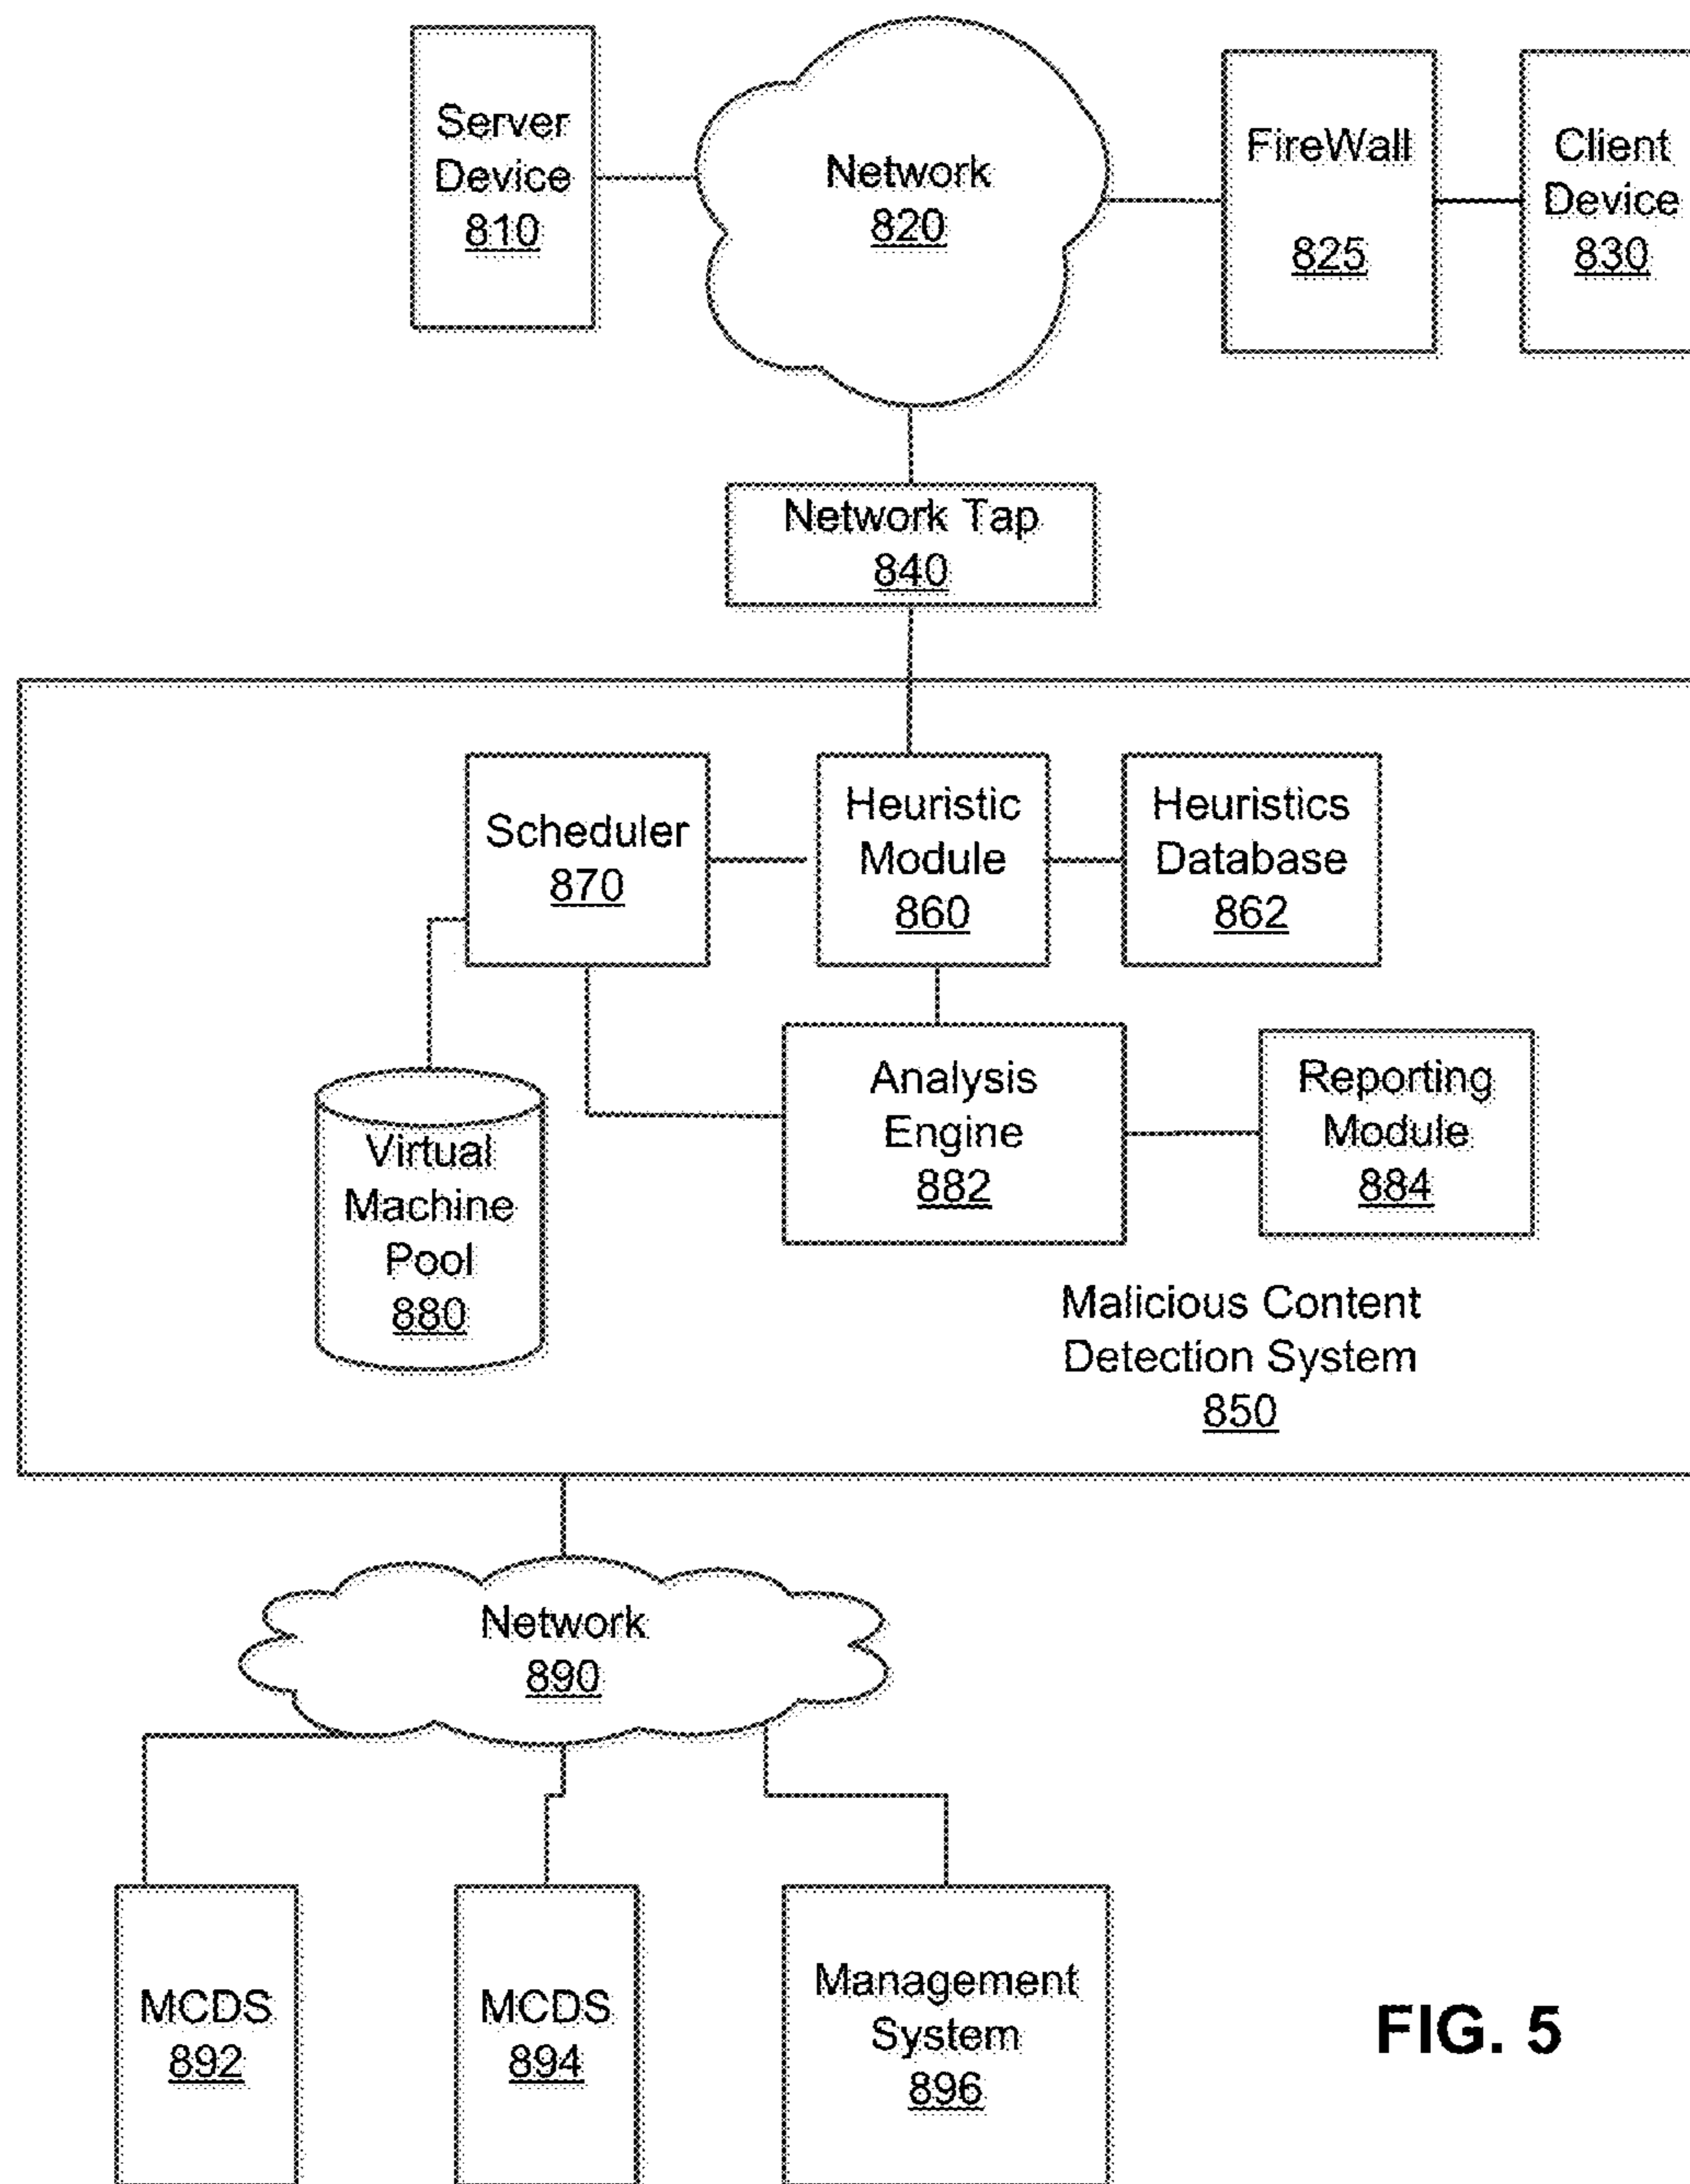 Server
Device
810
Network
820
FireWall
825
Client
Device
830
Network Tap
840
Scheduler
870
Heuristic
Module
860
Heuristics
Database
862
Virtual
Machine
Pool
880
Analysis
Engine
882
Reporting
Module
884
Malicious Content
Detection System
850
Network
890
MCDS
892
MCDS
894
Management
System
896
FIG. 5